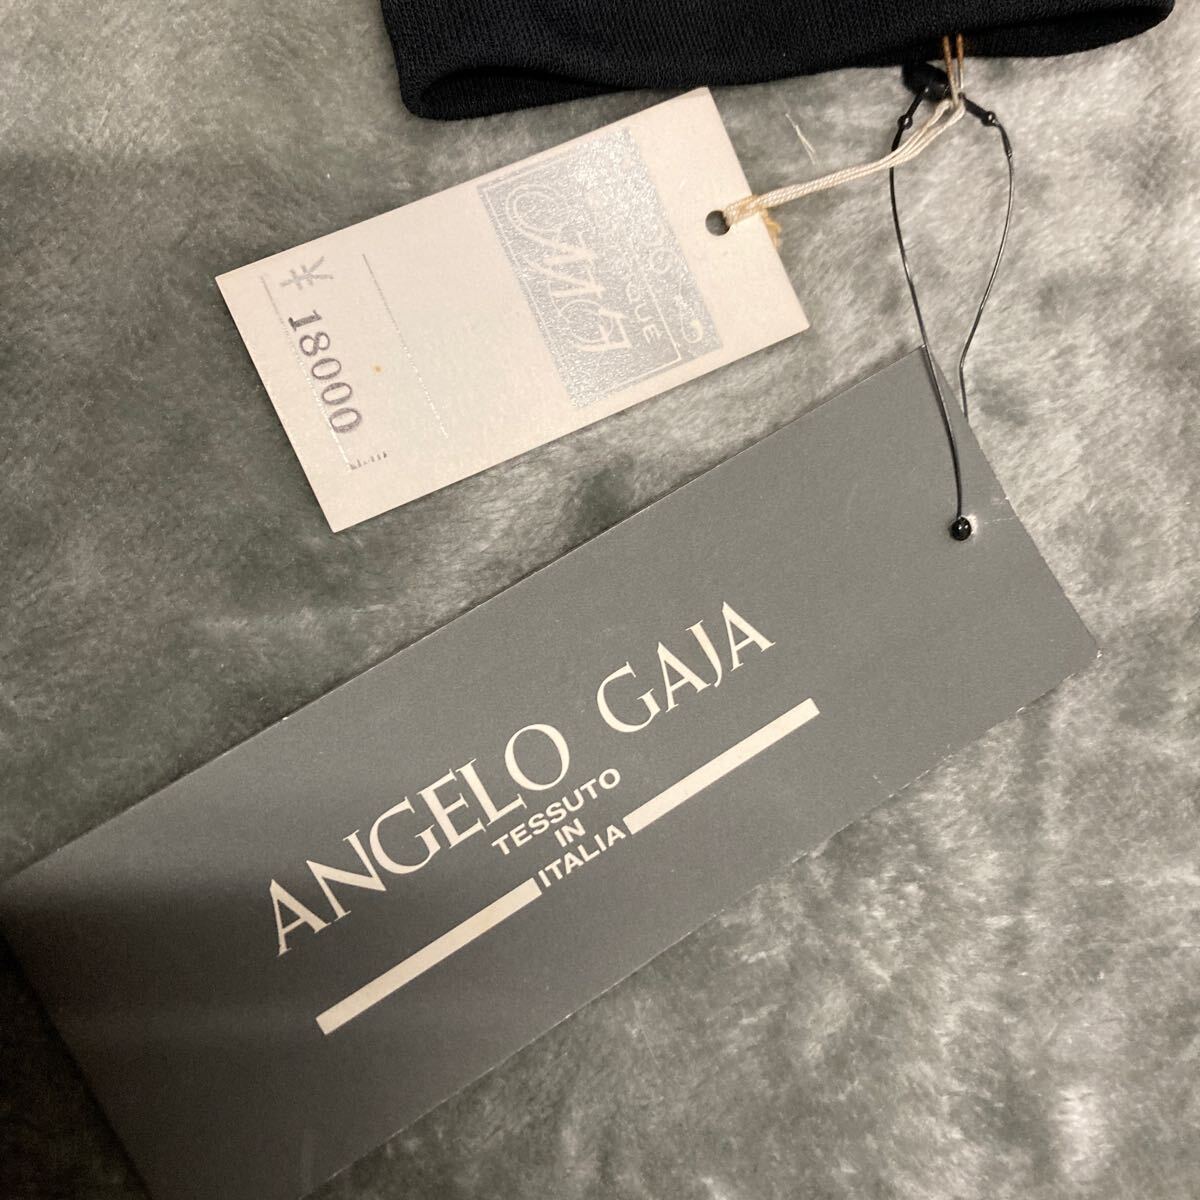 ¥ 18000
ANGELO GAJA
TESSUTO
IN
ITALIA